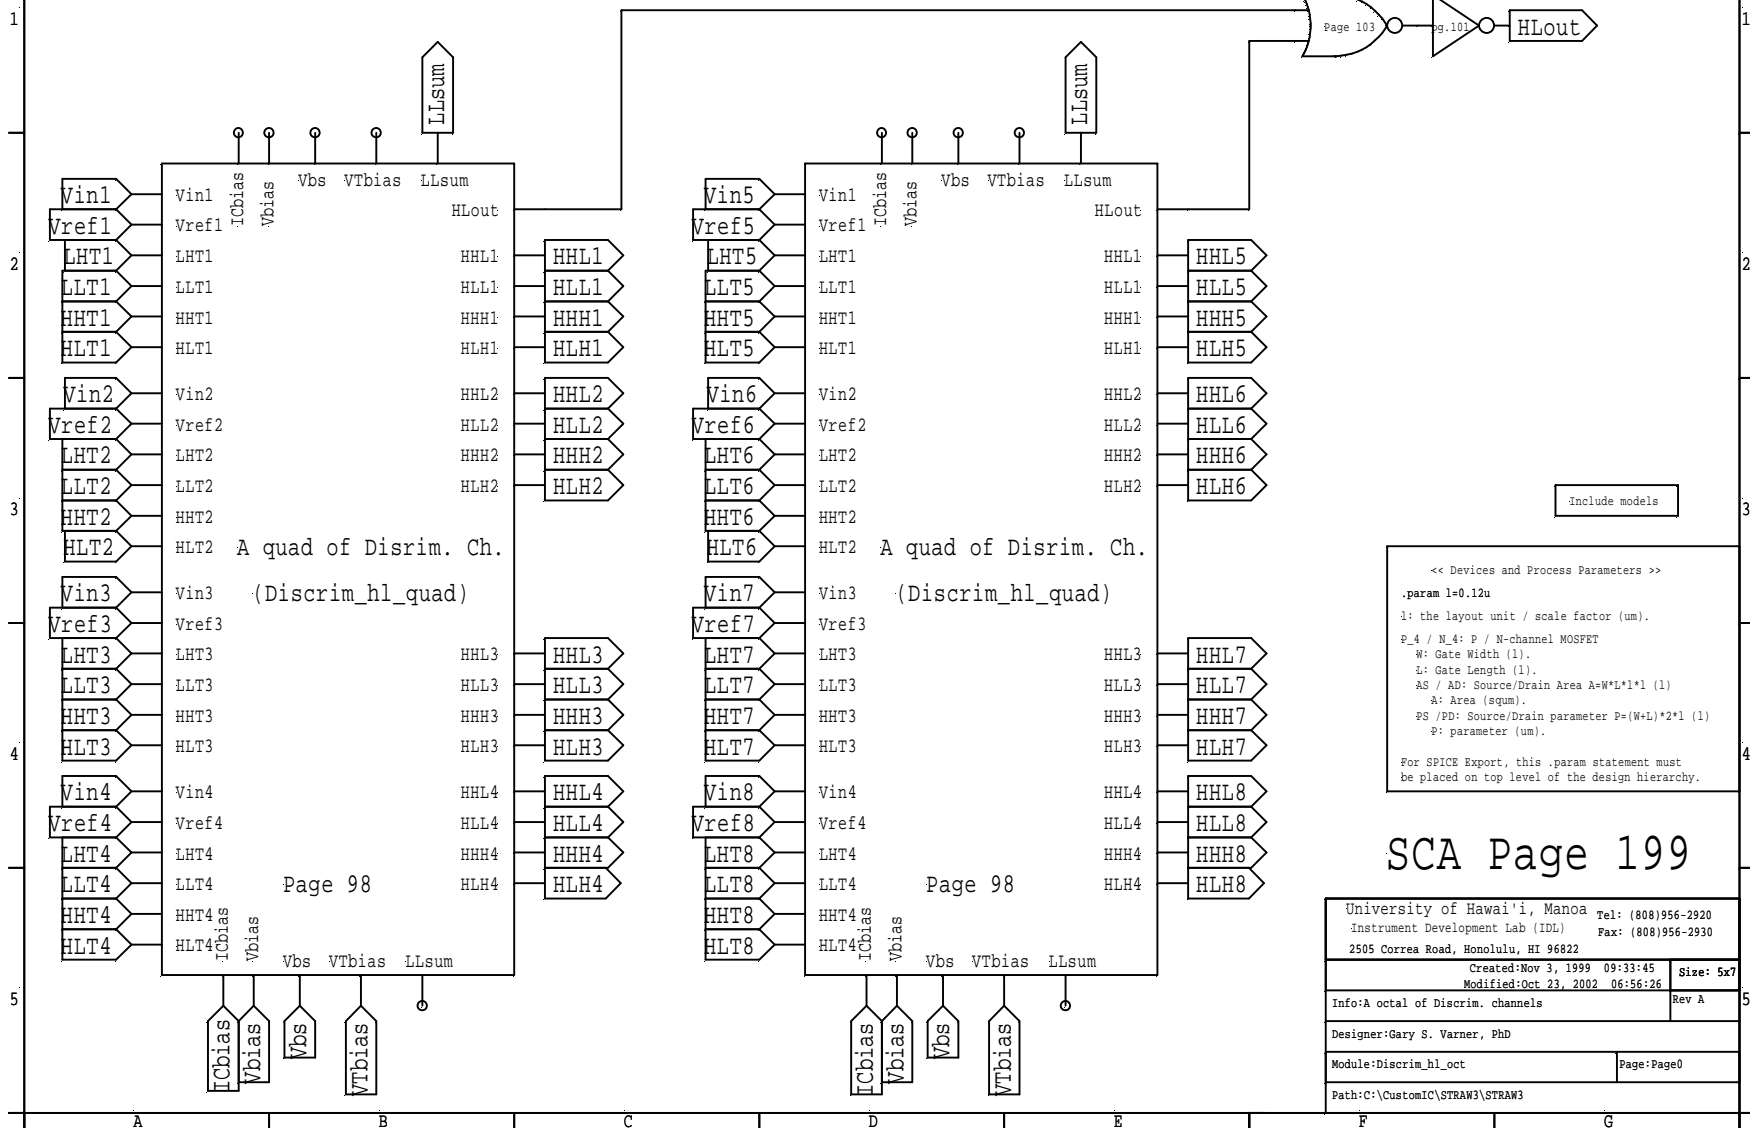 1
Page 103
pg.101
HLout
1
LLsum
LLsum
Vin1
Vref1
LHT1
LLT1
HHT1
HLT1
Vin2
Vref2
LHT2
LLT2
HHT2
HLT2
Vin3
Vref3
LHT3
LLT3
HHT3
HLT3
Vin4
Vref4
LHT4
LLT4
HHT4
HLT4
ICbias
Vbias
Vbs
VTbias
LLsum
HLout
Vin1
Vref1
LHT1
LLT1
HHT1
HLT1
Vin2
Vref2
LHT2
LLT2
HHT2
HLT2
Vin3
Vref3
LHT3
LLT3
HHT3
HLT3
Vin4
Vref4
LHT4
LLT4
HHT4
HLT4
HHL1
HLL1
HHH1
HLH1
HHL2
HLL2
HHH2
HLH2
HHL3
HLL3
HHH3
HLH3
HHL4
HLL4
HHH4
HLH4
A quad of Disrim. Ch.
(Discrim_hl_quad)
Page 98
ICbias
Vbias
Vbs
VTbias
LLsum
ICbias
Vbias
Vbs
VTbias
HHL1
HLL1
HHH1
HLH1
HHL2
HLL2
HHH2
HLH2
HHL3
HLL3
HHH3
HLH3
HHL4
HLL4
HHH4
HLH4
Vin5
Vref5
LHT5
LLT5
HHT5
HLT5
Vin6
Vref6
LHT6
LLT6
HHT6
HLT6
Vin7
Vref7
LHT7
LLT7
HHT7
HLT7
Vin8
Vref8
LHT8
LLT8
HHT8
HLT8
ICbias
Vbias
Vbs
VTbias
LLsum
HLout
Vin1
Vref1
LHT1
LLT1
HHT1
HLT1
Vin2
Vref2
LHT2
LLT2
HHT2
HLT2
Vin3
Vref3
LHT3
LLT3
HHT3
HLT3
Vin4
Vref4
LHT4
LLT4
HHT4
HLT4
HHL1
HLL1
HHH1
HLH1
HHL2
HLL2
HHH2
HLH2
HHL3
HLL3
HHH3
HLH3
HHL4
HLL4
HHH4
HLH4
A quad of Disrim. Ch.
(Discrim_hl_quad)
Page 98
ICbias
Vbias
Vbs
VTbias
LLsum
ICbias
Vbias
Vbs
VTbias
HHL5
HLL5
HHH5
HLH5
HHL6
HLL6
HHH6
HLH6
HHL7
HLL7
HHH7
HLH7
HHL8
HLL8
HHH8
HLH8
2
3
4
5
2
3
4
5
Include models
<< Devices and Process Parameters >>
.param l=0.12u
l: the layout unit / scale factor (um).
P_4 / N_4: P / N-channel MOSFET
W: Gate Width (l).
L: Gate Length (l).
AS / AD: Source/Drain Area A=W*L*l*l (l)
A: Area (squm).
PS /PD: Source/Drain parameter P=(W+L)*2*l (l)
P: parameter (um).
For SPICE Export, this .param statement must
be placed on top level of the design hierarchy.
SCA Page 199
University of Hawai'i, Manoa
Instrument Development Lab (IDL)
2505 Correa Road, Honolulu, HI 96822
Tel: (808)956-2920
Fax: (808)956-2930
Created:Nov 3, 1999 09:33:45
Modified:Oct 23, 2002 06:56:26
Size: 5x7
Info:A octal of Discrim. channels
Rev A
Designer:Gary S. Varner, PhD
Module:Discrim_hl_oct
Page:Page0
Path:C:\CustomIC\STRAW3\STRAW3
A B C D E F G